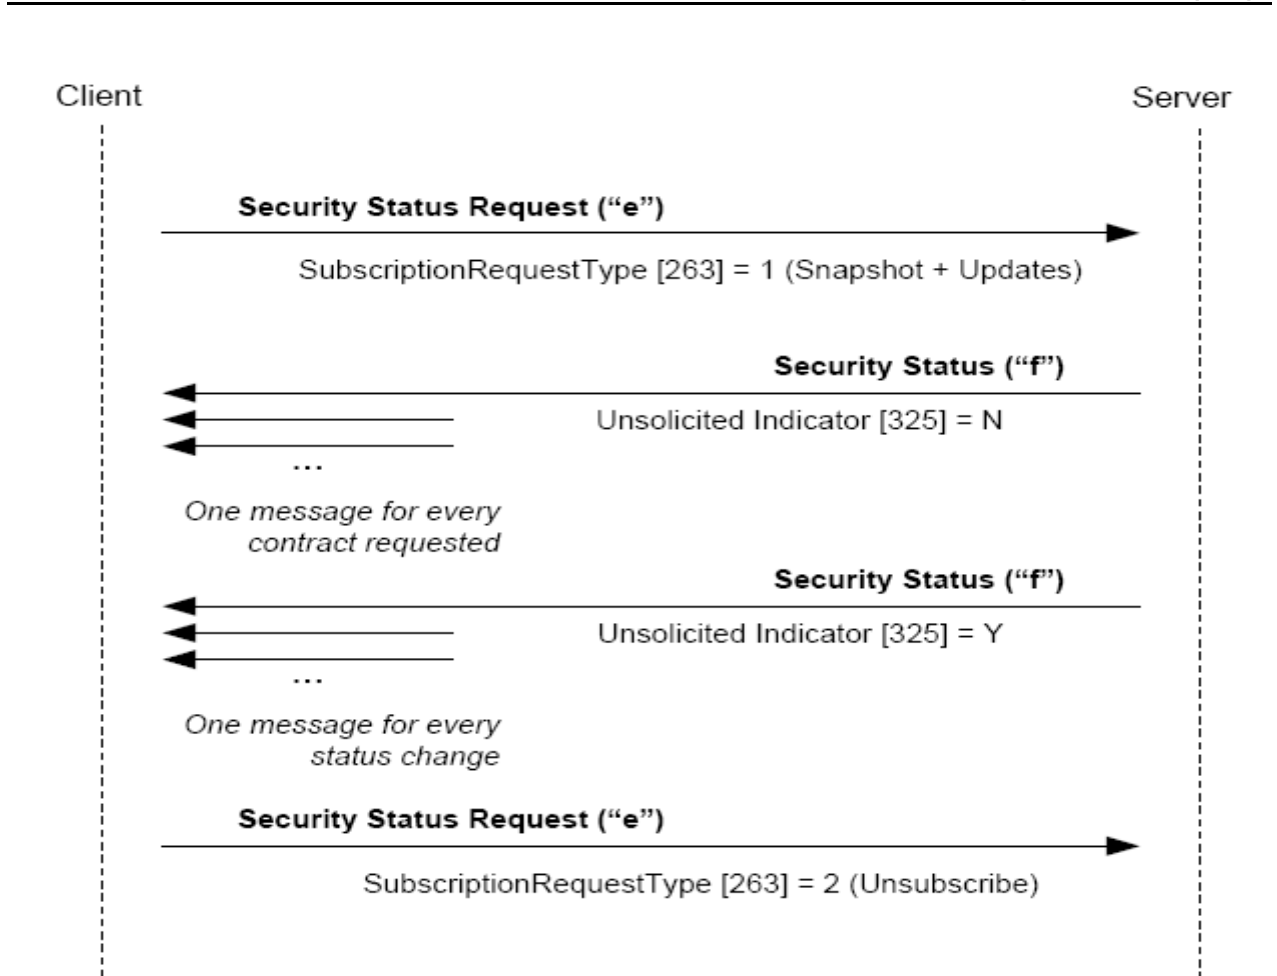 Client
Server
Security Status Request (“e”)
SubscriptionRequestType [263] = 1 (Snapshot + Updates)
Security Status (“f”)
Unsolicited Indicator [325] = N
...
One message for every
contract requested
Security Status (“f”)
Unsolicited Indicator [325] = Y
...
One message for every
status change
Security Status Request (“e”)
SubscriptionRequestType [263] = 2 (Unsubscribe)